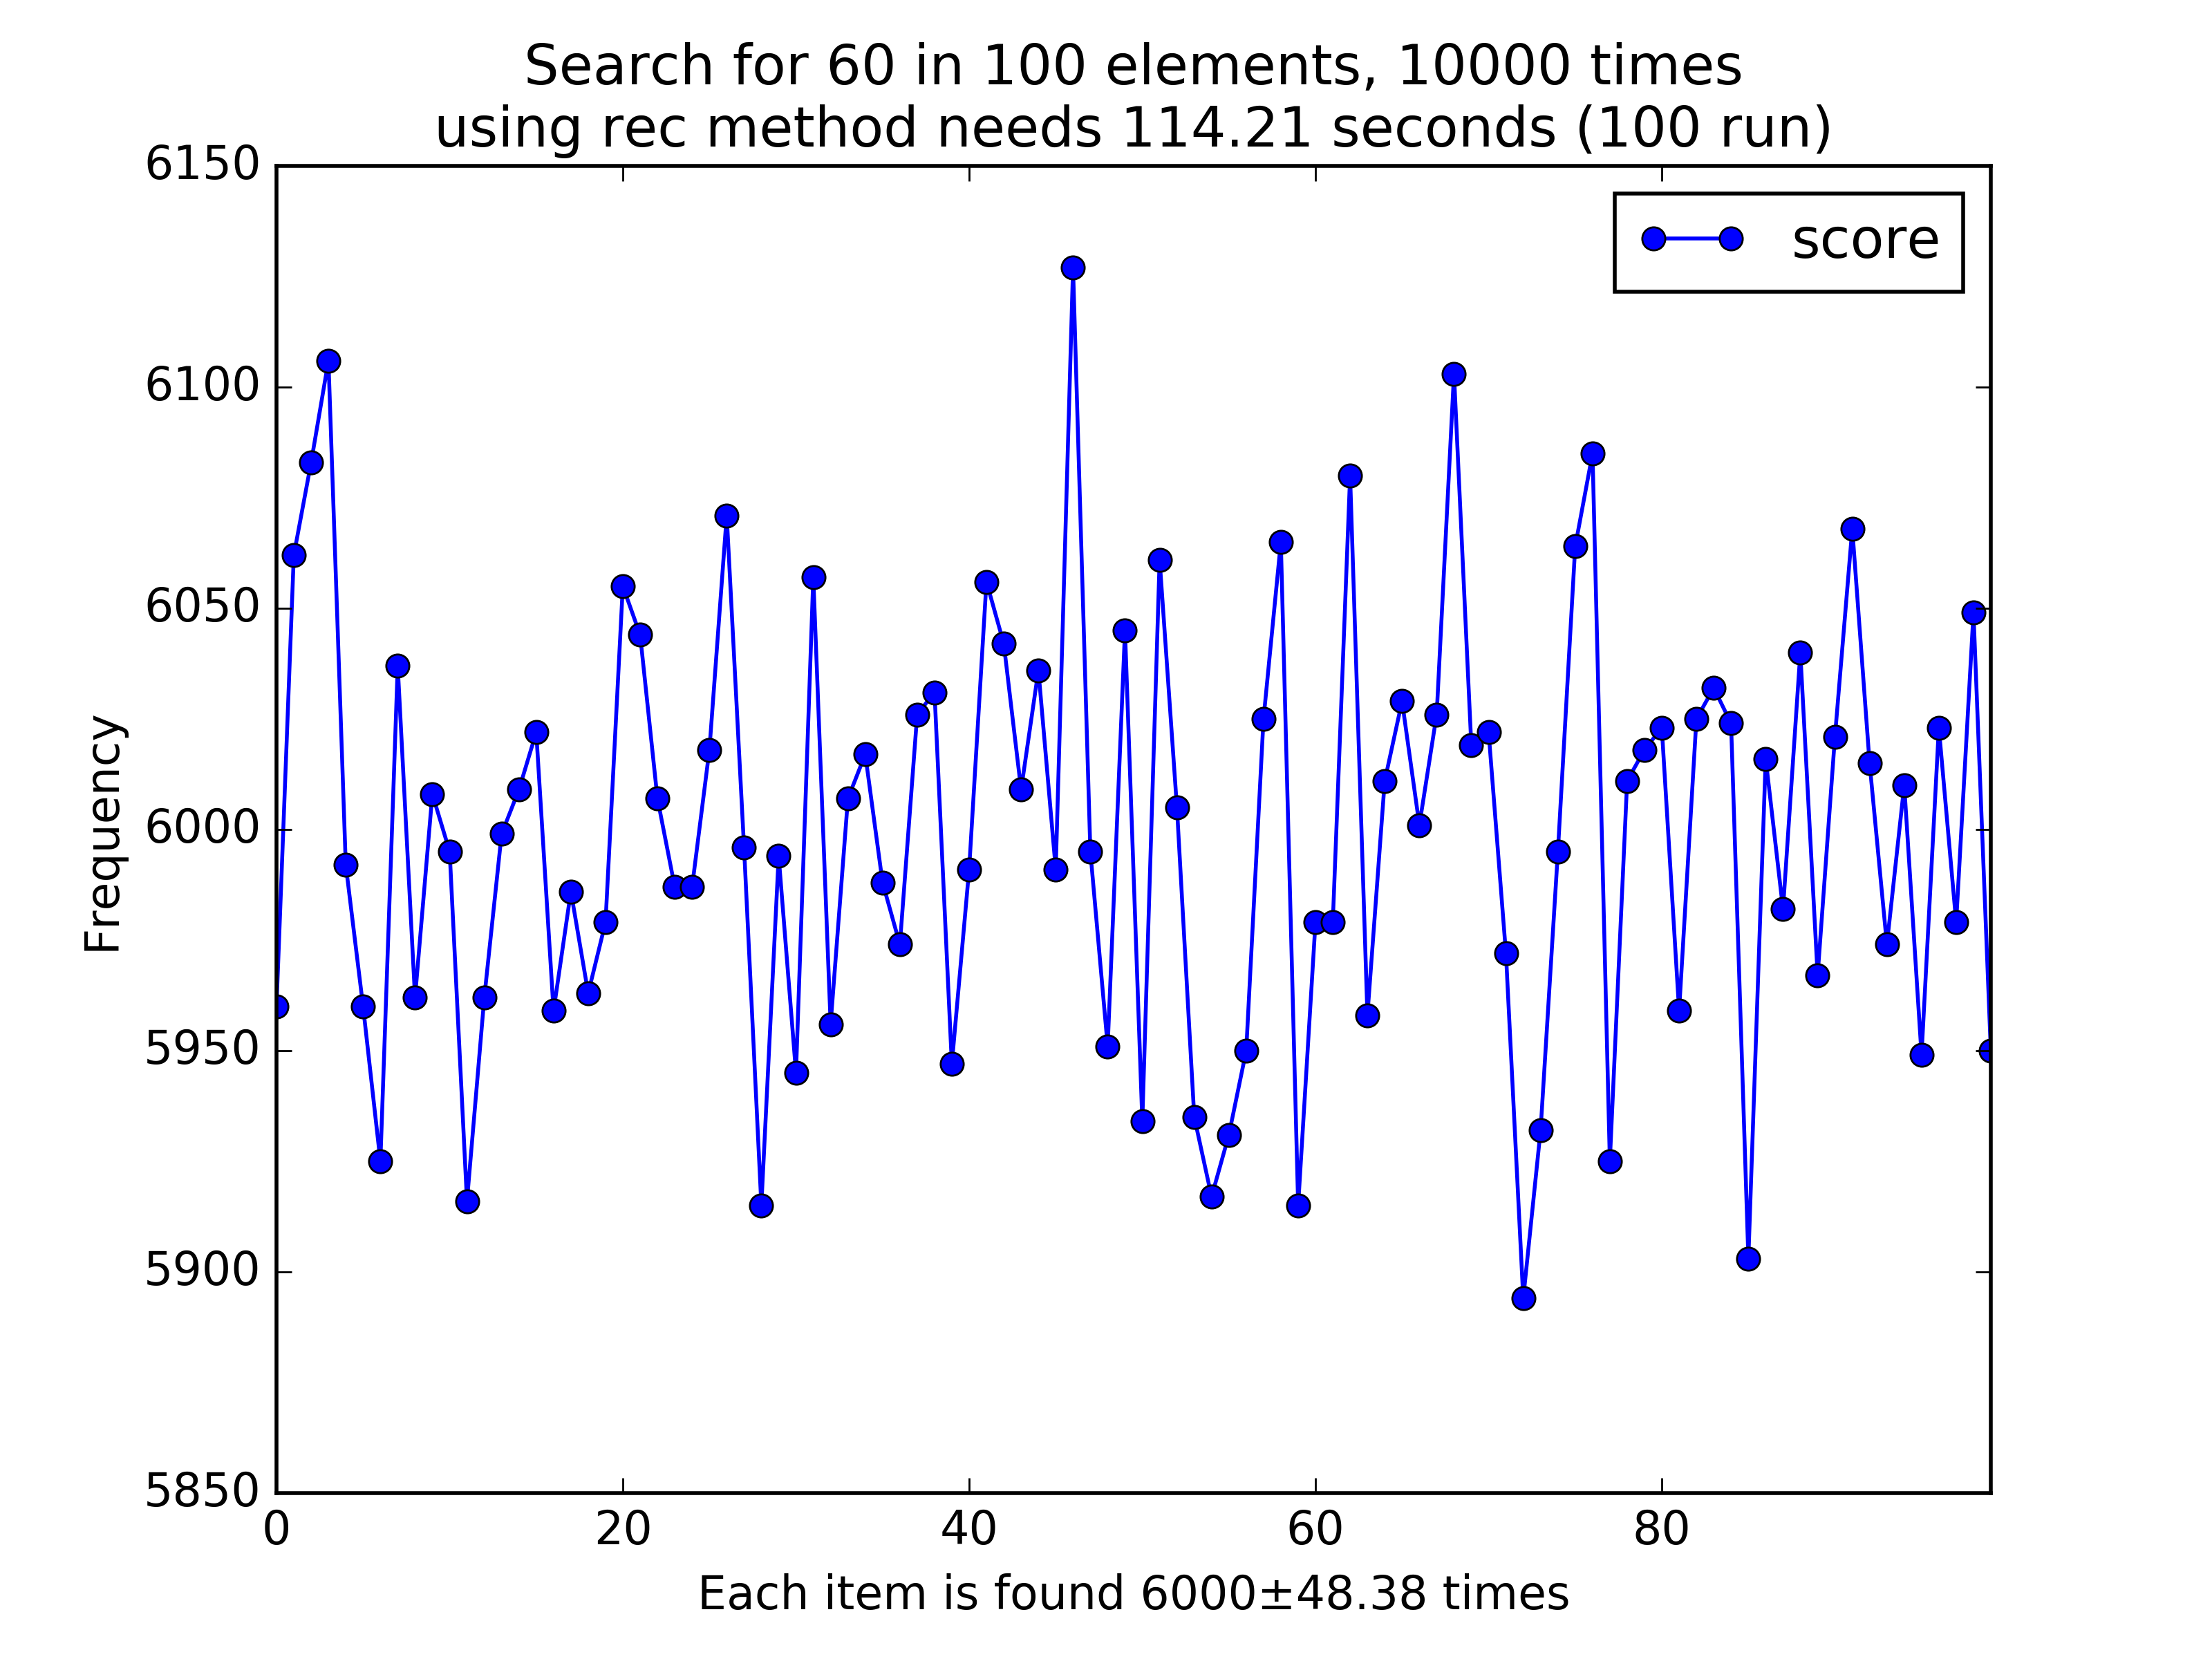 Search for 60 in 100 elements, 10000 times
using rec method needs 114.21 seconds (100 run)
score
Frequency
6150
6100
6050
6000
5950
5900
5850
0 20 40 60 80
Each item is found 6000±48.38 times